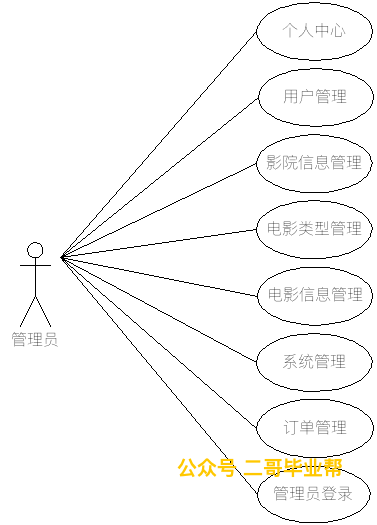 个人中心
用户管理
影院信息管理
电影类型管理
电影信息管理
管理员
系统管理
订单管理
公众号 二哥毕业帮
管理员登录